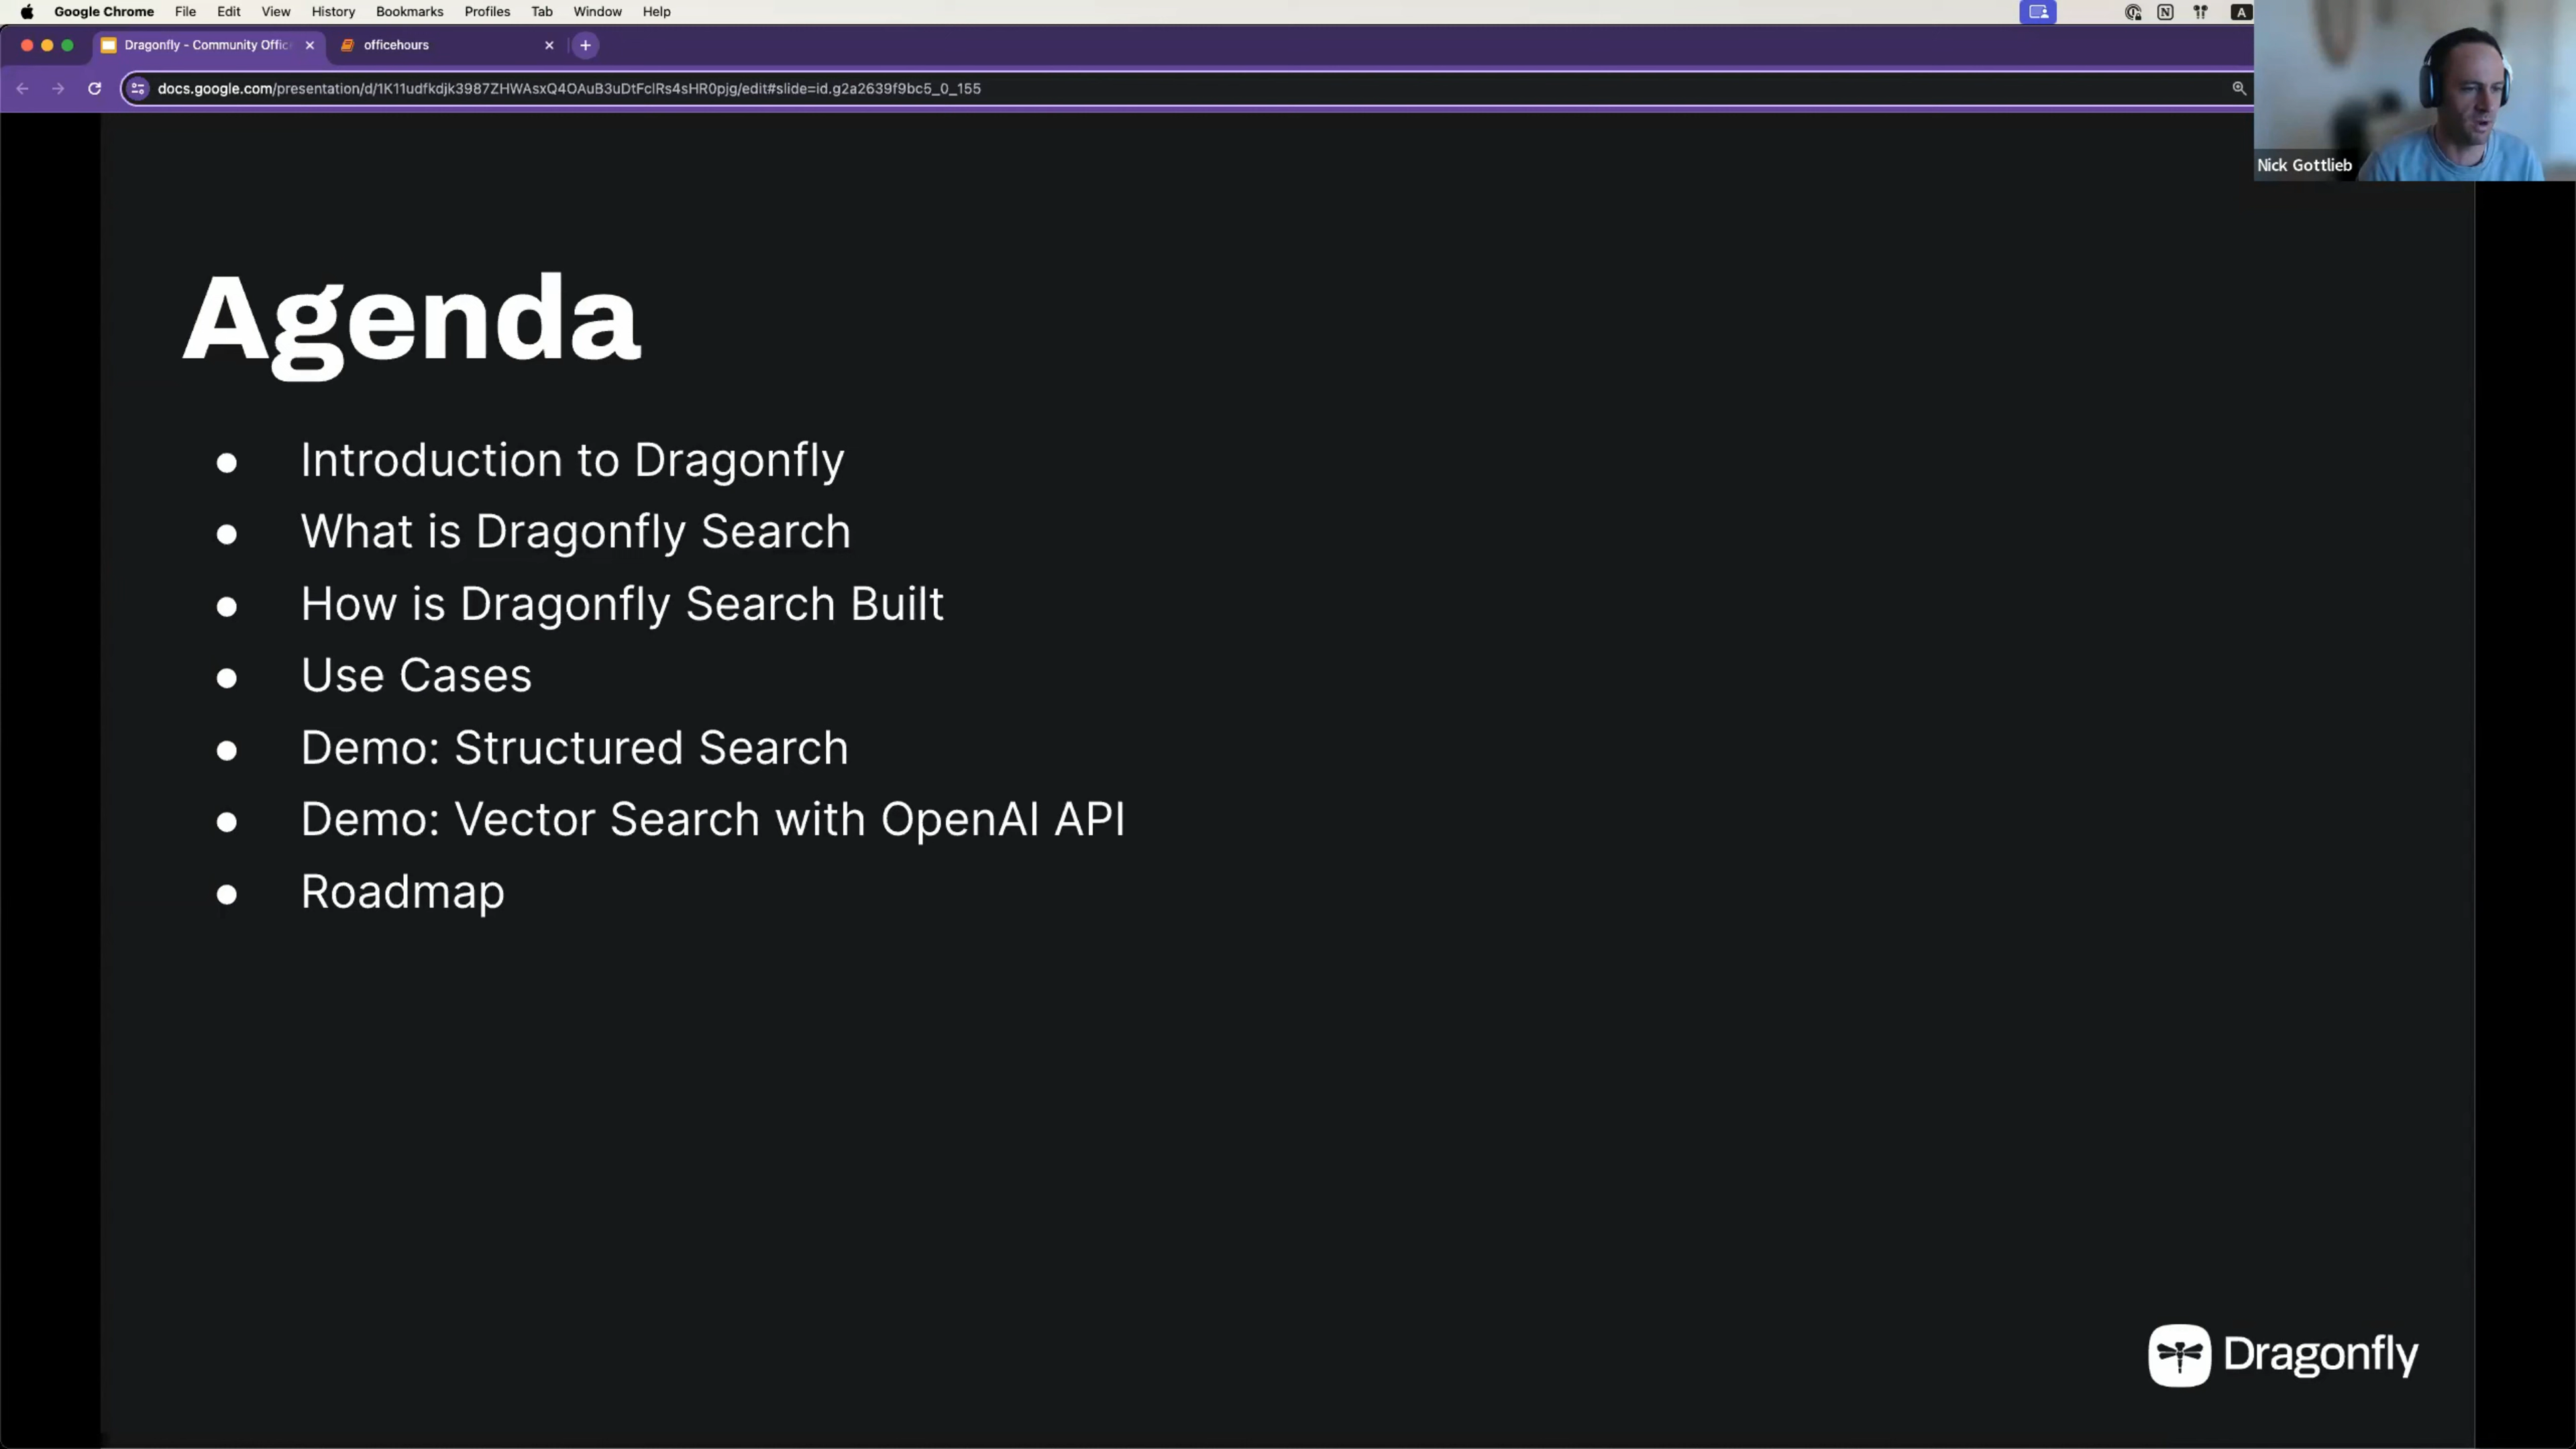 Google Chrome File Edit View History Bookmarks Profiles Tab Window Help
Dragonfly - Community Offic
officehours
docs.google.com/presentation/d/1K11udfkdjk3987ZHWAsxQ4OAuB3uDtFclRs4sHR0pjg/edit#slide=id.g2a2639f9bc5_0_155
Nick Gottlieb
Agenda
● Introduction to Dragonfly
● What is Dragonfly Search
● How is Dragonfly Search Built
● Use Cases
● Demo: Structured Search
● Demo: Vector Search with OpenAI API
● Roadmap
Dragonfly